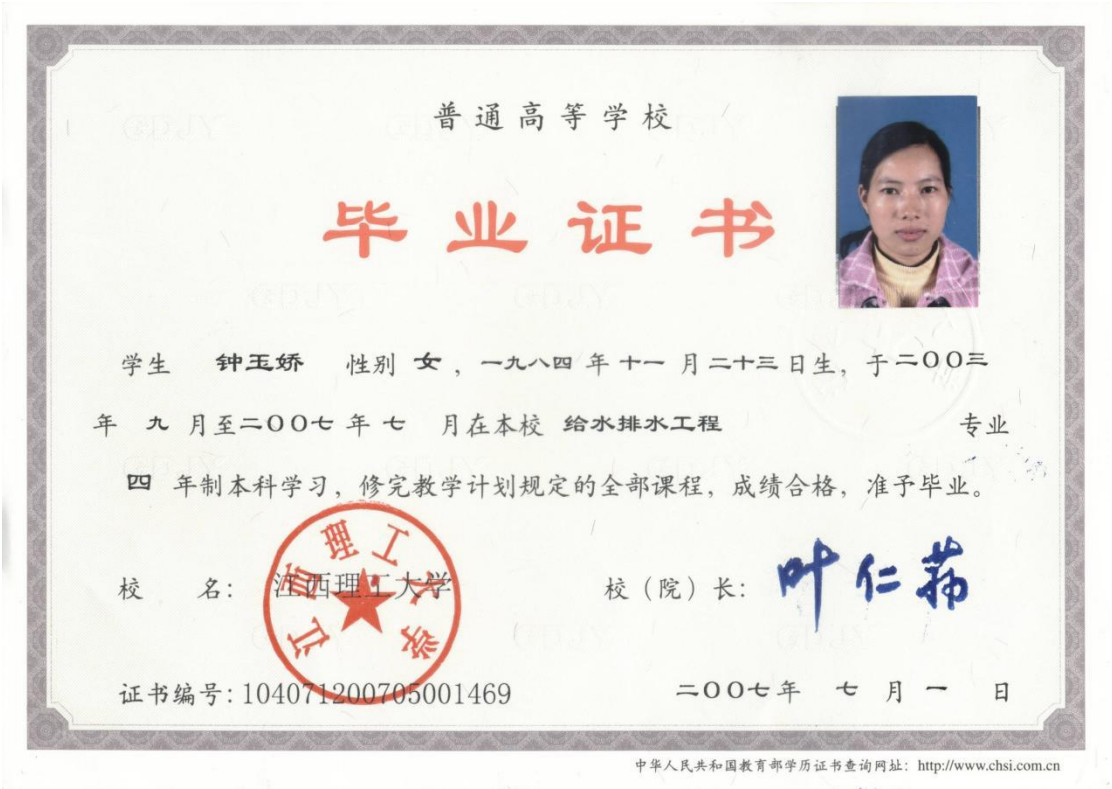 普通高等学校
毕业证书
学生 钟玉娇 性别 女，一九八四年十一月二十三日生，于二〇〇三
年 九 月至二〇〇七年七 月在本校 给水排水工程 专业
四 年制本科学习，修完教学计划规定的全部课程，成绩合格，准予毕业。
江西理工大学
校 名：江西理工大学 校（院）长：叶仁荪
证书编号：104071200705001469 二〇〇七年 七 月 一 日
中华人民共和国教育部学历证书查询网址：http://www.chsi.com.cn